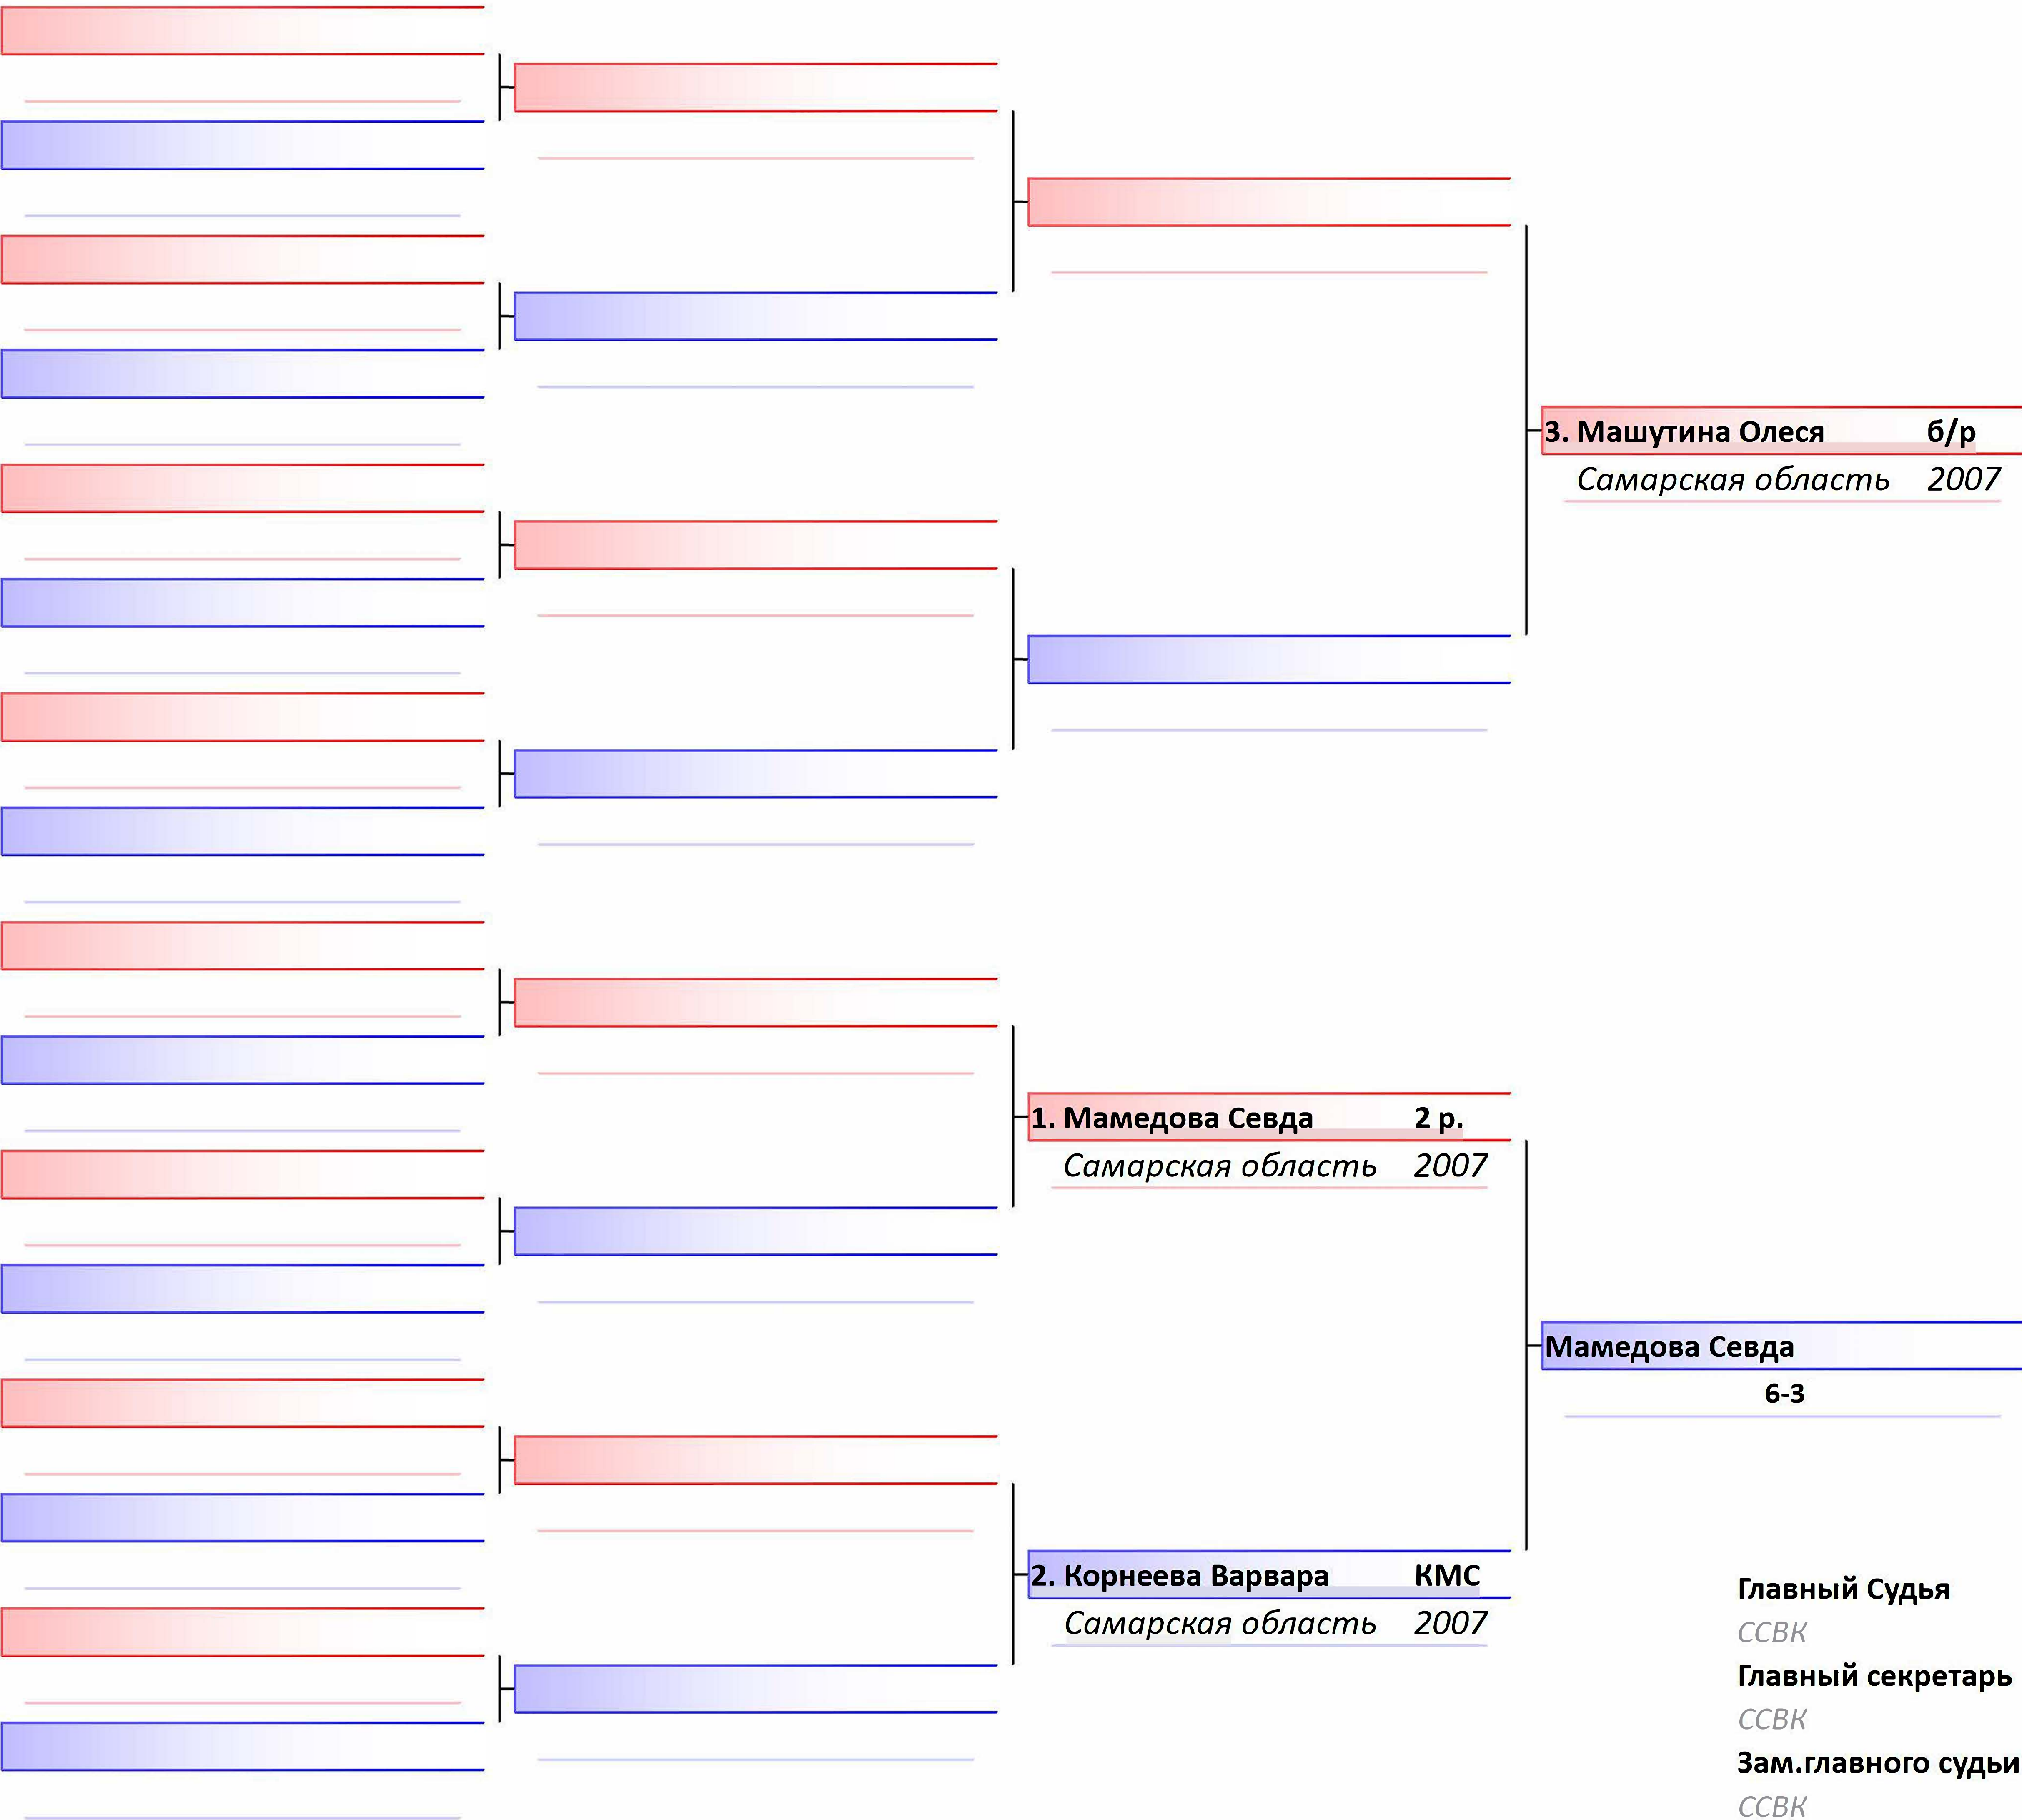 3. Машутина Олеся б/р
Самарская область 2007
1. Мамедова Севда 2 р.
Самарская область 2007
Мамедова Севда
6-3
2. Корнеева Варвара КМС
Самарская область 2007
Главный Судья
ССВК
Главный секретарь
ССВК
Зам.главного судьи
ССВК